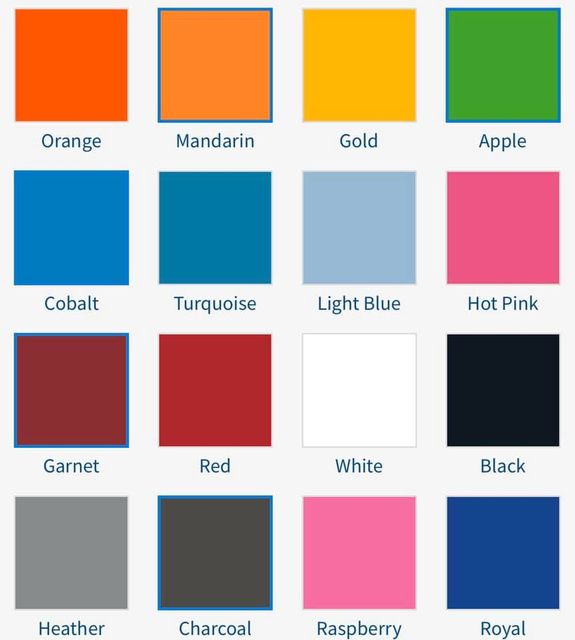 Orange Mandarin Gold Apple
Cobalt Turquoise Light Blue Hot Pink
Garnet Red White Black
Heather Charcoal Raspberry Royal